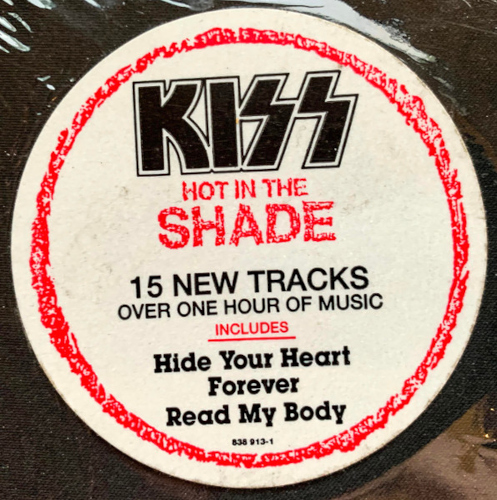 KISS
HOT IN THE
SHADE
15 NEW TRACKS
OVER ONE HOUR OF MUSIC
INCLUDES
Hide Your Heart
Forever
Read My Body
838 913-1